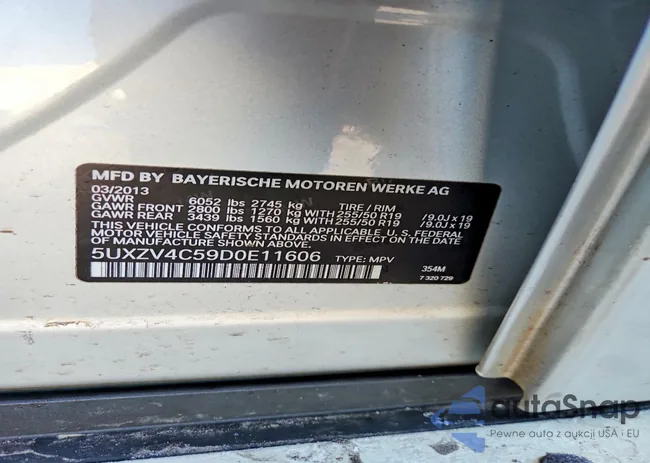 MFD BY BAYERISCHE MOTOREN WERKE AG
03/2013
GVWR 6052 lbs 2745 kg TIRE / RIM
GAWR FRONT 2800 lbs 1270 kg WITH 255/50 R19 /9.0J x 19
GAWR REAR 3439 lbs 1560 kg WITH 255/50 R19 /9.0J x 19
THIS VEHICLE CONFORMS TO ALL APPLICABLE U.S. FEDERAL
MOTOR VEHICLE SAFETY STANDARDS IN EFFECT ON THE DATE OF
MANUFACTURE SHOWN ABOVE.
5UXZV4C59D0E11606 TYPE: MPV
354M
7 320 729
autoSnap
Pewne auta z aukcji USA i EU